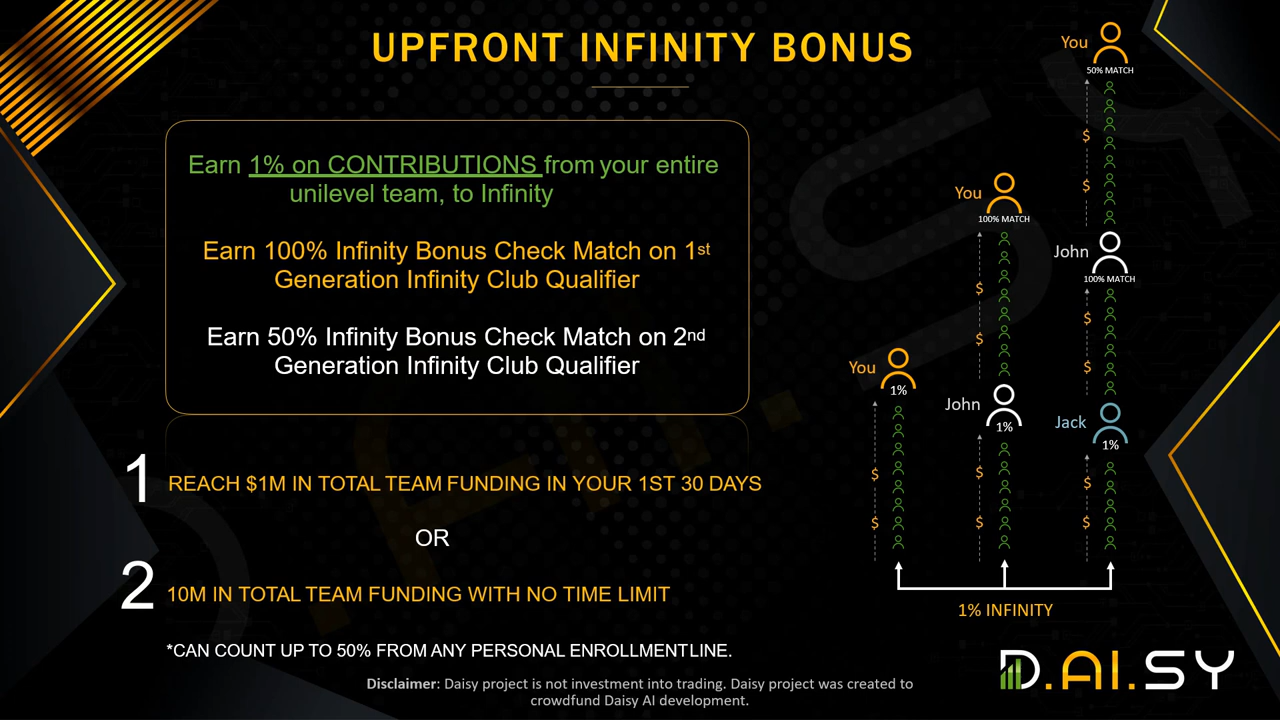 UPFRONT INFINITY BONUS
Earn 1% on CONTRIBUTIONS from your entire
unilevel team, to Infinity
Earn 100% Infinity Bonus Check Match on 1st
Generation Infinity Club Qualifier
Earn 50% Infinity Bonus Check Match on 2nd
Generation Infinity Club Qualifier
1 REACH $1M IN TOTAL TEAM FUNDING IN YOUR 1ST 30 DAYS
OR
2 10M IN TOTAL TEAM FUNDING WITH NO TIME LIMIT
*CAN COUNT UP TO 50% FROM ANY PERSONAL ENROLLMENT LINE.
You
1%
$
$
You
100% MATCH
$
$
John
1%
$
$
You
50% MATCH
$
$
John
100% MATCH
$
$
Jack
1%
$
$
1% INFINITY
D.AI.SY
Disclaimer: Daisy project is not investment into trading. Daisy project was created to
crowdfund Daisy AI development.